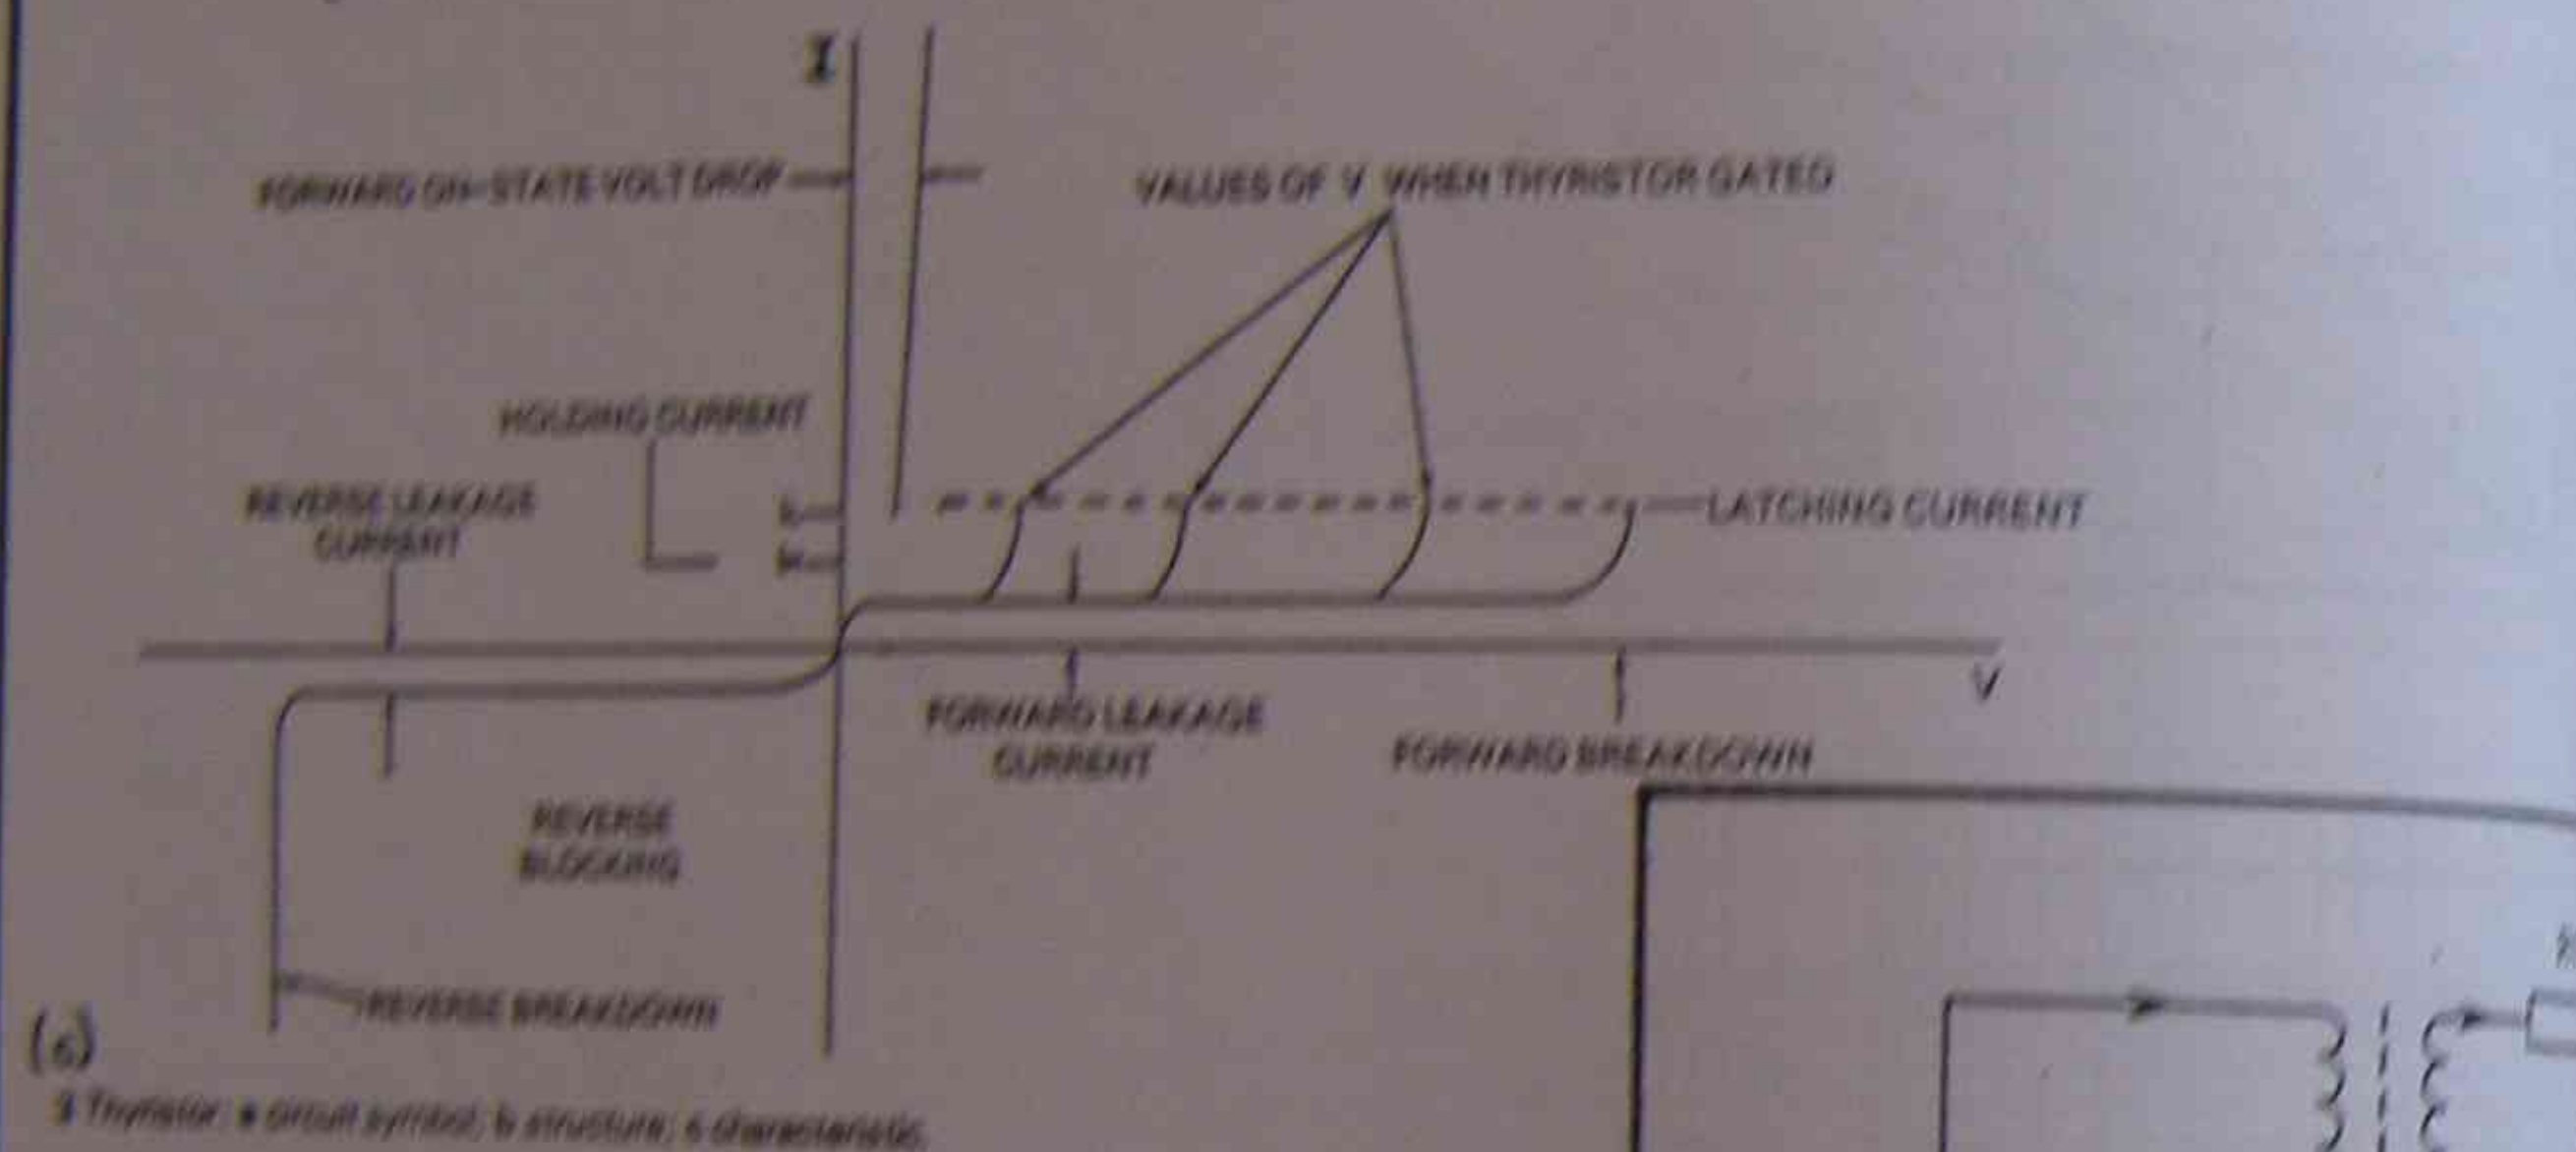 I
FORWARD ON-STATE VOLT DROP
VALUES OF V WHEN THYRISTOR GATED
HOLDING CURRENT
REVERSE LEAKAGE
CURRENT
LATCHING CURRENT
V
FORWARD LEAKAGE
CURRENT
FORWARD BREAKDOWN
REVERSE
BLOCKING
REVERSE BREAKDOWN
(c)
Thyristor: a circuit symbol; b structure; c characteristic.